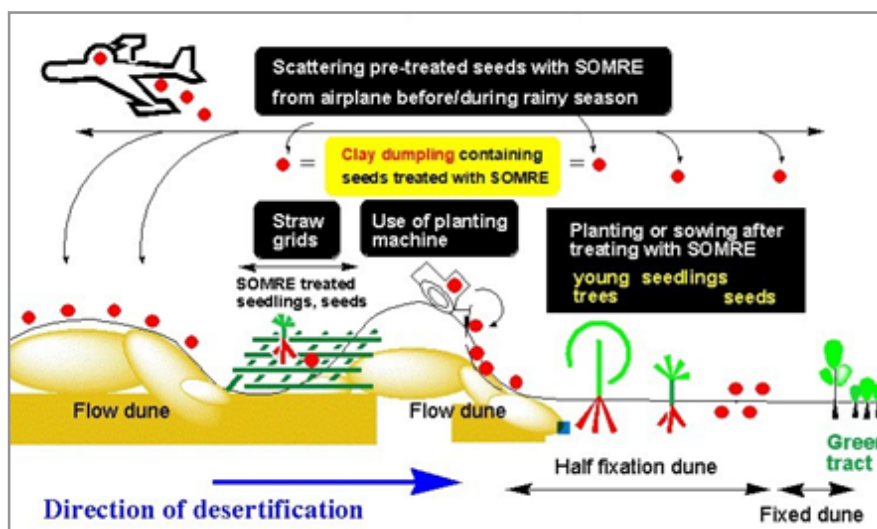 Scattering pre-treated seeds with SOMRE
from airplane before/during rainy season
= Clay dumpling containing =
seeds treated with SOMRE
Straw
grids
Use of planting
machine
Planting or sowing after
treating with SOMRE
young seedlings
trees seeds
SOMRE treated
seedlings, seeds
Flow dune
Flow dune
Green
tract
Half fixation dune
Direction of desertification
Fixed dune